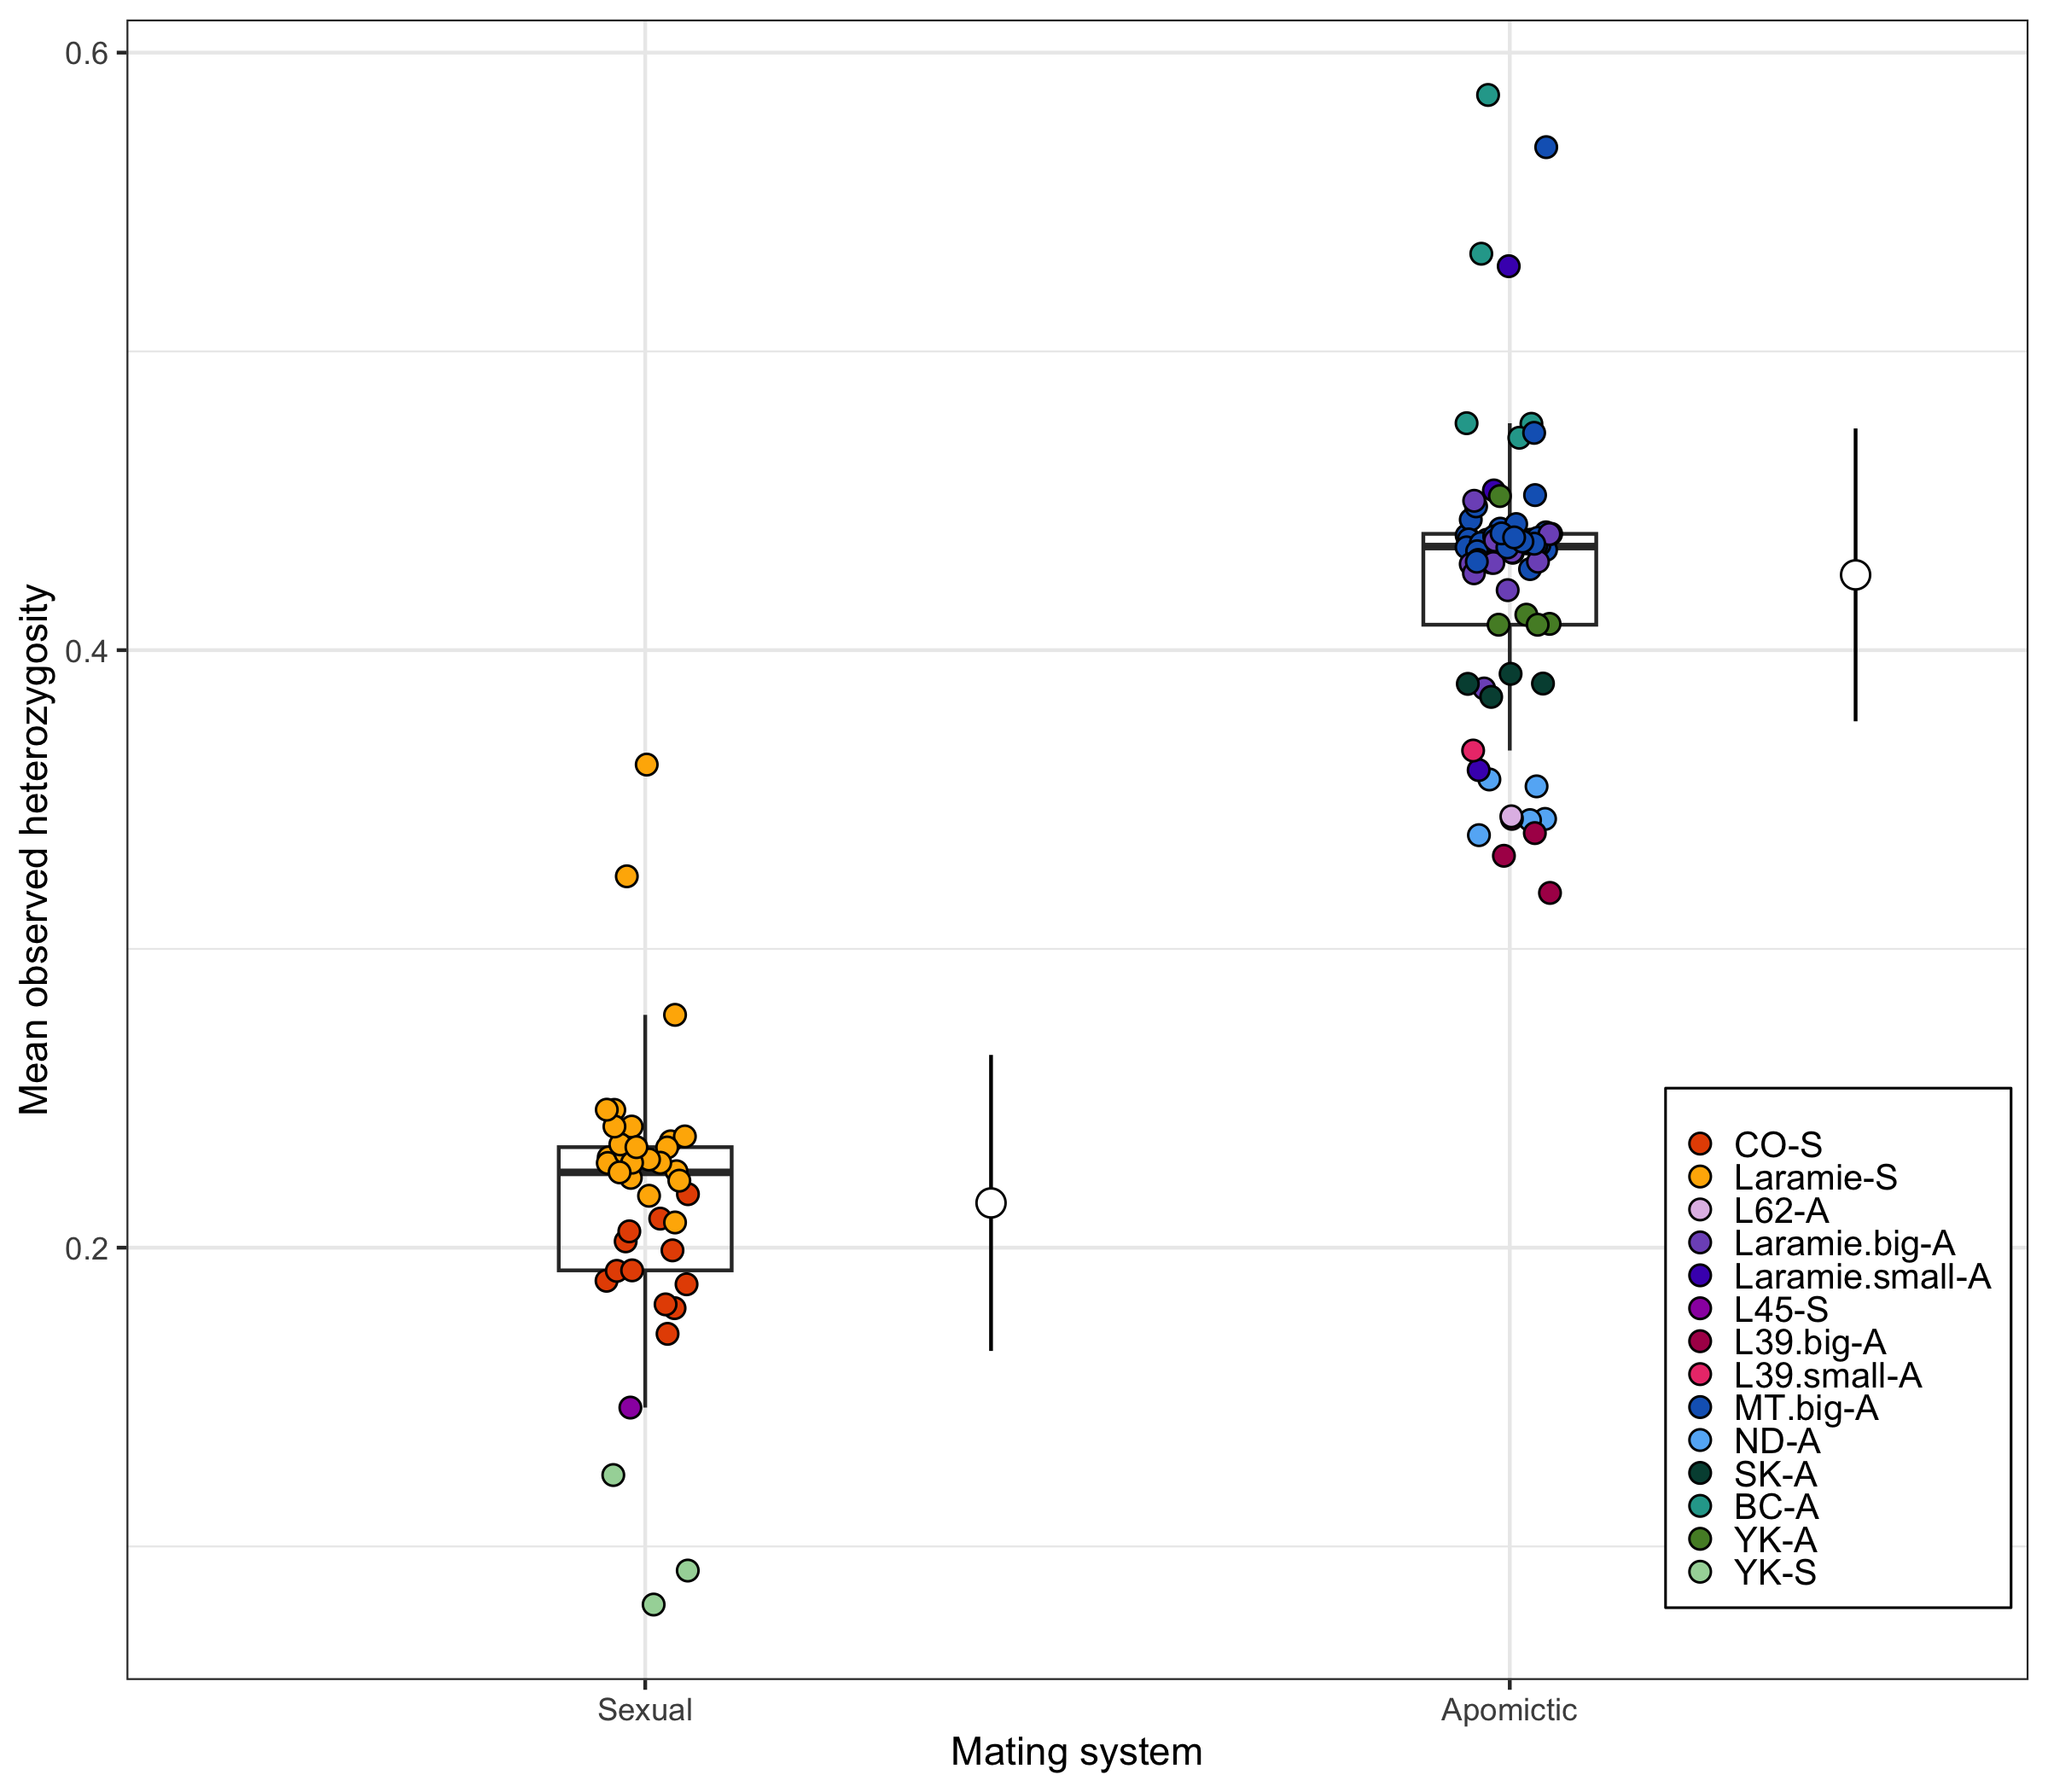 0.6
0.4
0.2
Mean observed heterozygosity
Sexual
Apomictic
Mating system
CO-S
Laramie-S
L62-A
Laramie.big-A
Laramie.small-A
L45-S
L39.big-A
L39.small-A
MT.big-A
ND-A
SK-A
BC-A
YK-A
YK-S